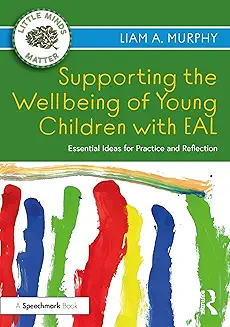 LITTLE MINDS
MATTER
LIAM A. MURPHY
Supporting the
Wellbeing of Young
Children with EAL
Essential Ideas for Practice and Reflection
A Speechmark Book
Routledge